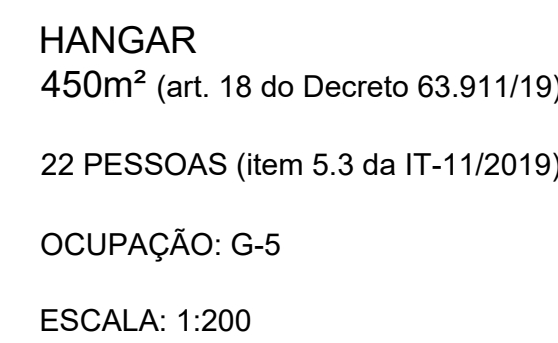 HANGAR
450m² (art. 18 do Decreto 63.911/19)
22 PESSOAS (item 5.3 da IT-11/2019)
OCUPAÇÃO: G-5
ESCALA: 1:200